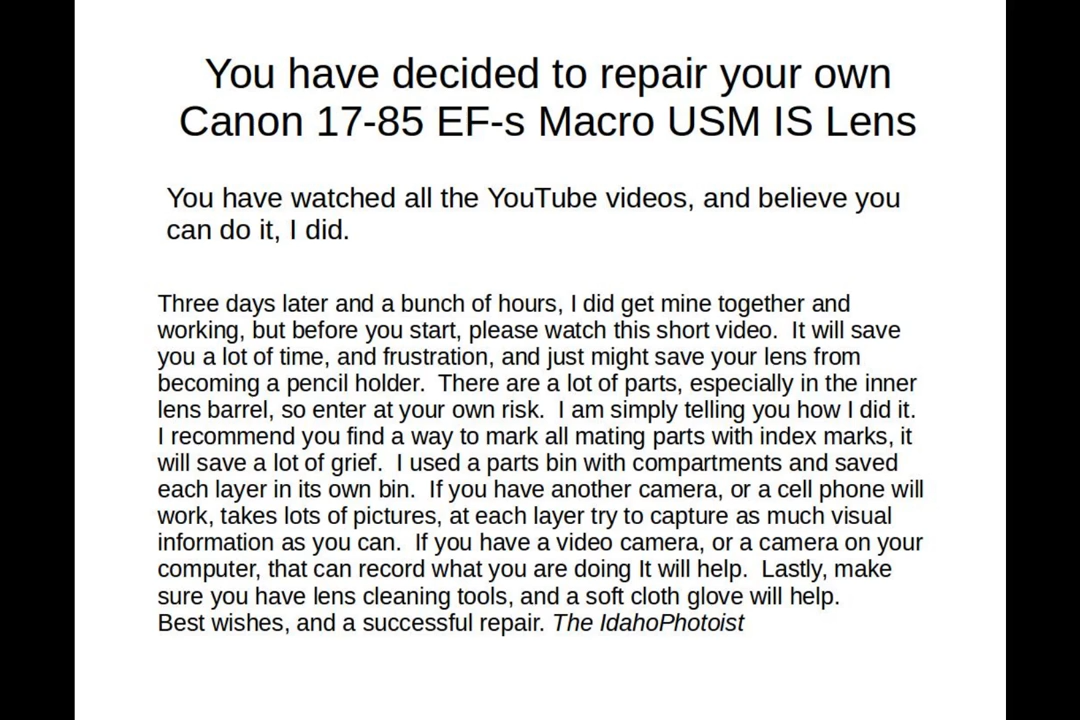 You have decided to repair your own
Canon 17-85 EF-s Macro USM IS Lens
You have watched all the YouTube videos, and believe you
can do it, I did.
Three days later and a bunch of hours, I did get mine together and
working, but before you start, please watch this short video.  It will save
you a lot of time, and frustration, and just might save your lens from
becoming a pencil holder.  There are a lot of parts, especially in the inner
lens barrel, so enter at your own risk.  I am simply telling you how I did it.
I recommend you find a way to mark all mating parts with index marks, it
will save a lot of grief.  I used a parts bin with compartments and saved
each layer in its own bin.  If you have another camera, or a cell phone will
work, takes lots of pictures, at each layer try to capture as much visual
information as you can.  If you have a video camera, or a camera on your
computer, that can record what you are doing It will help.  Lastly, make
sure you have lens cleaning tools, and a soft cloth glove will help.
Best wishes, and a successful repair. The IdahoPhotoist